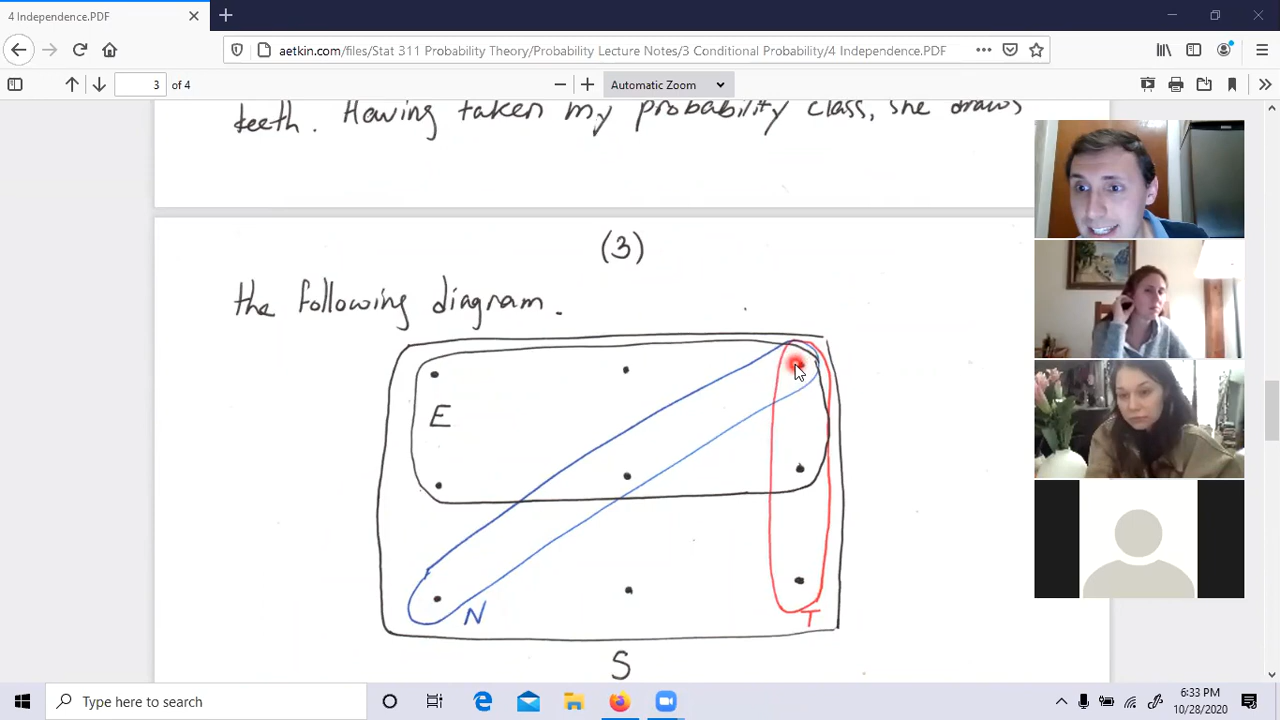 4 Independence.PDF
aetkin.com/files/Stat 311 Probability Theory/Probability Lecture Notes/3 Conditional Probability/4 Independence.PDF
3 of 4
Automatic Zoom
teeth. Having taken my probability class, she draws
(3)
the following diagram.
E
N
T
S
Type here to search
6:33 PM
10/28/2020